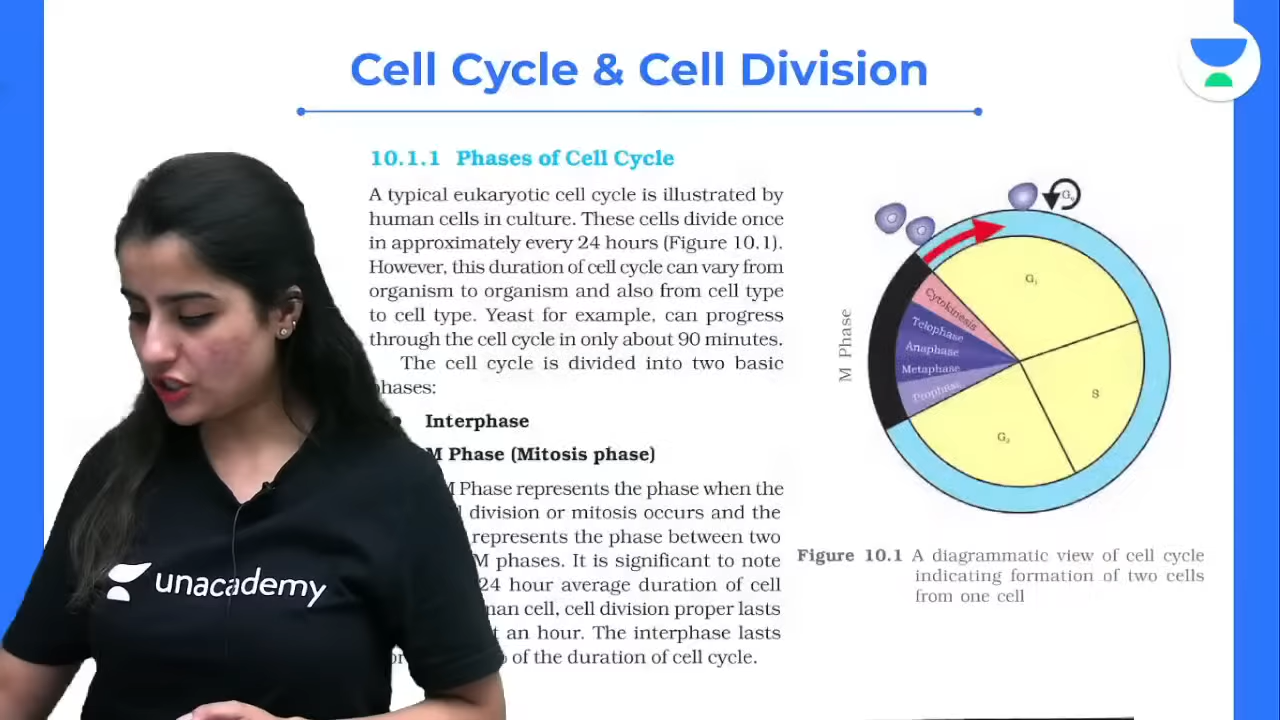 Cell Cycle & Cell Division
10.1.1 Phases of Cell Cycle
A typical eukaryotic cell cycle is illustrated by
human cells in culture. These cells divide once
in approximately every 24 hours (Figure 10.1).
However, this duration of cell cycle can vary from
organism to organism and also from cell type
to cell type. Yeast for example, can progress
through the cell cycle in only about 90 minutes.
The cell cycle is divided into two basic
phases:
Interphase
M Phase (Mitosis phase)
M Phase represents the phase when the
division or mitosis occurs and the
represents the phase between two
M phases. It is significant to note
24 hour average duration of cell
cell, cell division proper lasts
an hour. The interphase lasts
of the duration of cell cycle.
unacademy
M Phase
G₀
G₁
S
G₂
Cytokinesis
Telophase
Anaphase
Metaphase
Prophase
Figure 10.1 A diagrammatic view of cell cycle
indicating formation of two cells
from one cell